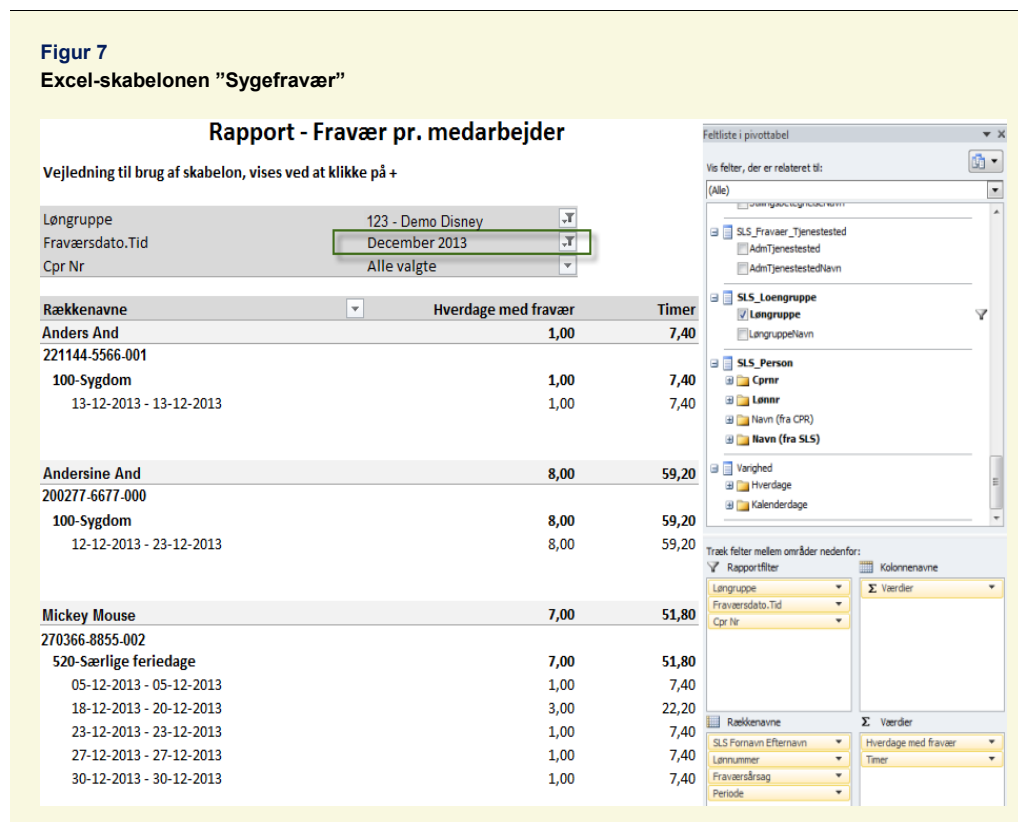 Figur 7
Excel-skabelonen ”Sygefravær”
Rapport - Fravær pr. medarbejder
Vejledning til brug af skabelon, vises ved at klikke på +
Løngruppe 123 - Demo Disney
Fraværsdato.Tid December 2013
Cpr Nr Alle valgte
Rækkenavne Hverdage med fravær Timer
Anders And 1,00 7,40
221144-5566-001
100-Sygdom 1,00 7,40
13-12-2013 - 13-12-2013 1,00 7,40
Andersine And 8,00 59,20
200277-6677-000
100-Sygdom 8,00 59,20
12-12-2013 - 23-12-2013 8,00 59,20
Mickey Mouse 7,00 51,80
270366-8855-002
520-Særlige feriedage 7,00 51,80
05-12-2013 - 05-12-2013 1,00 7,40
18-12-2013 - 20-12-2013 3,00 22,20
23-12-2013 - 23-12-2013 1,00 7,40
27-12-2013 - 27-12-2013 1,00 7,40
30-12-2013 - 30-12-2013 1,00 7,40
Feltliste i pivottabel
Vis felter, der er relateret til:
(Alle)
SLS_Fravaer_Tjenestested
AdmTjenestested
AdmTjenestestedNavn
SLS_Loengruppe
Løngruppe
LøngruppeNavn
SLS_Person
Cprnr
Lønnr
Navn (fra CPR)
Navn (fra SLS)
Varighed
Hverdage
Kalenderdage
Træk felter mellem områder nedenfor:
Rapportfilter
Løngruppe
Fraværsdato.Tid
Cpr Nr
Kolonnenavne
Σ Værdier
Rækkenavne
SLS Fornavn Efternavn
Lønnummer
Fraværsårsag
Periode
Σ Værdier
Hverdage med fravær
Timer